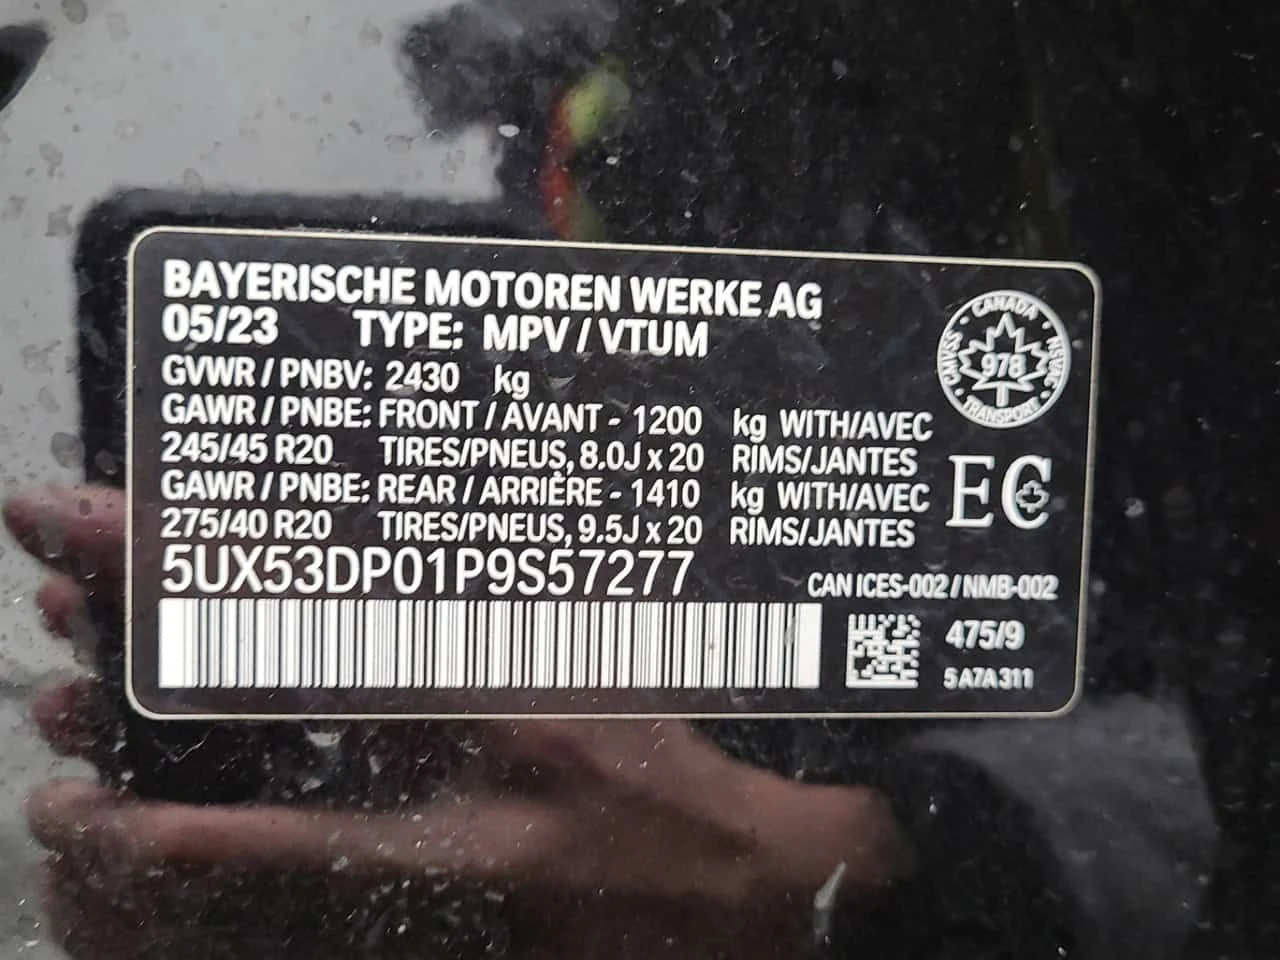 BAYERISCHE MOTOREN WERKE AG
05/23 TYPE: MPV / VTUM
GVWR / PNBV: 2430 kg
GAWR / PNBE: FRONT / AVANT - 1200 kg WITH/AVEC
245/45 R20 TIRES/PNEUS, 8.0J x 20 RIMS/JANTES
GAWR / PNBE: REAR / ARRIÈRE - 1410 kg WITH/AVEC
275/40 R20 TIRES/PNEUS, 9.5J x 20 RIMS/JANTES
5UX53DP01P9S57277
CANADA
CMVSS NSVAC
978
TRANSPORT
EC
CAN ICES-002 / NMB-002
475/9
5A7A311